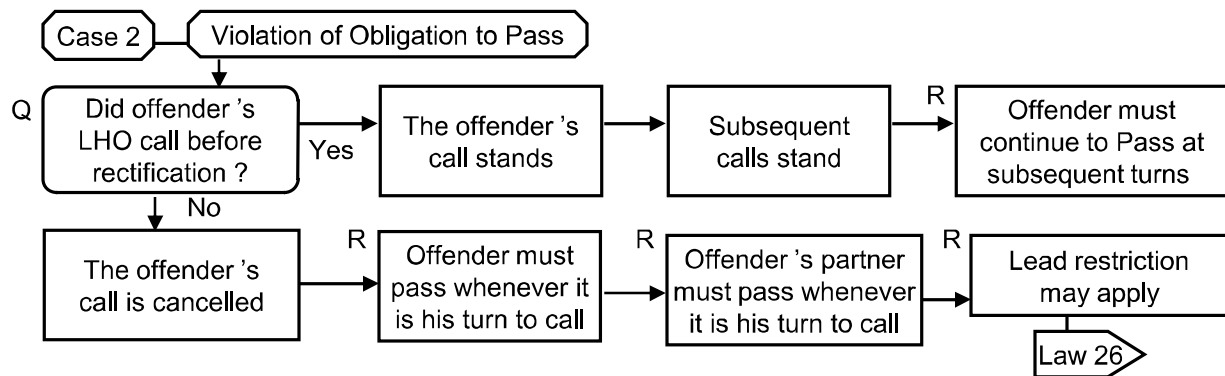 Case 2
Violation of Obligation to Pass
Q
Did offender 's
LHO call before
rectification ?
Yes
The offender 's
call stands
Subsequent
calls stand
R
Offender must
continue to Pass at
subsequent turns
No
The offender 's
call is cancelled
R
Offender must
pass whenever it
is his turn to call
R
Offender 's partner
must pass whenever
it is his turn to call
R
Lead restriction
may apply
Law 26